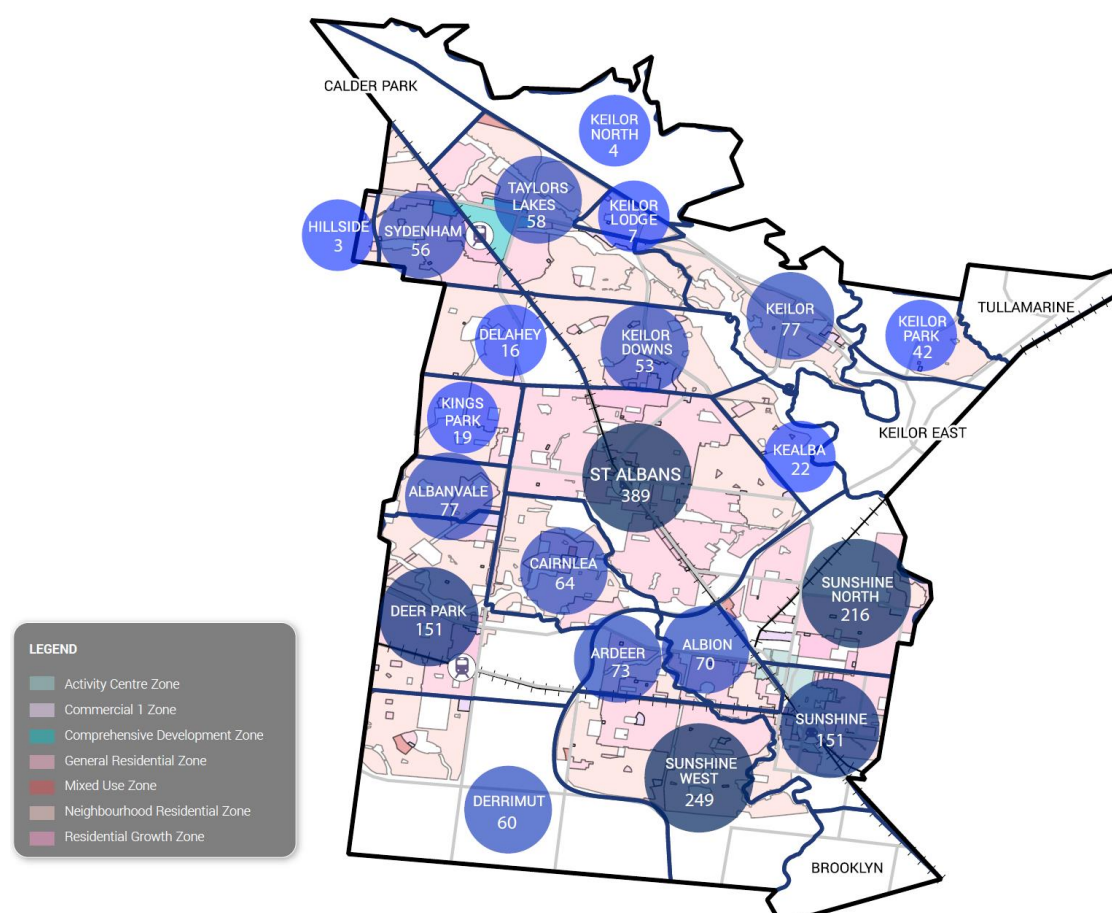 CALDER PARK
KEILOR
NORTH
4
TAYLORS
LAKES
58
KEILOR
LODGE
7
HILLSIDE
3
SYDENHAM
56
TULLAMARINE
KEILOR
77
KEILOR
PARK
42
DELAHEY
16
KEILOR
DOWNS
53
KINGS
PARK
19
KEILOR EAST
KEALBA
22
ST ALBANS
389
ALBANVALE
77
CAIRNLEA
64
SUNSHINE
NORTH
216
DEER PARK
151
ARDEER
73
ALBION
70
SUNSHINE
151
SUNSHINE
WEST
249
DERRIMUT
60
BROOKLYN
LEGEND
Activity Centre Zone
Commercial 1 Zone
Comprehensive Development Zone
General Residential Zone
Mixed Use Zone
Neighbourhood Residential Zone
Residential Growth Zone